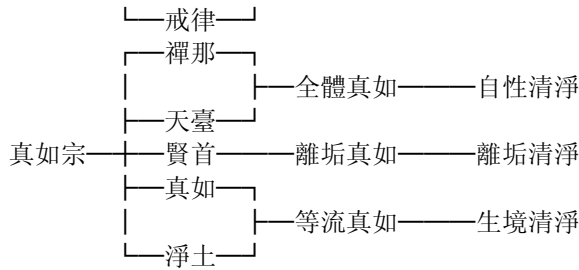 └──戒律──┘
┌──禪那──┐
│ ├──全體真如────自性清淨
├──天臺──┘
真如宗──┼──賢首────離垢真如────離垢清淨
├──真如──┐
│ ├──等流真如────生境清淨
└──淨土──┘